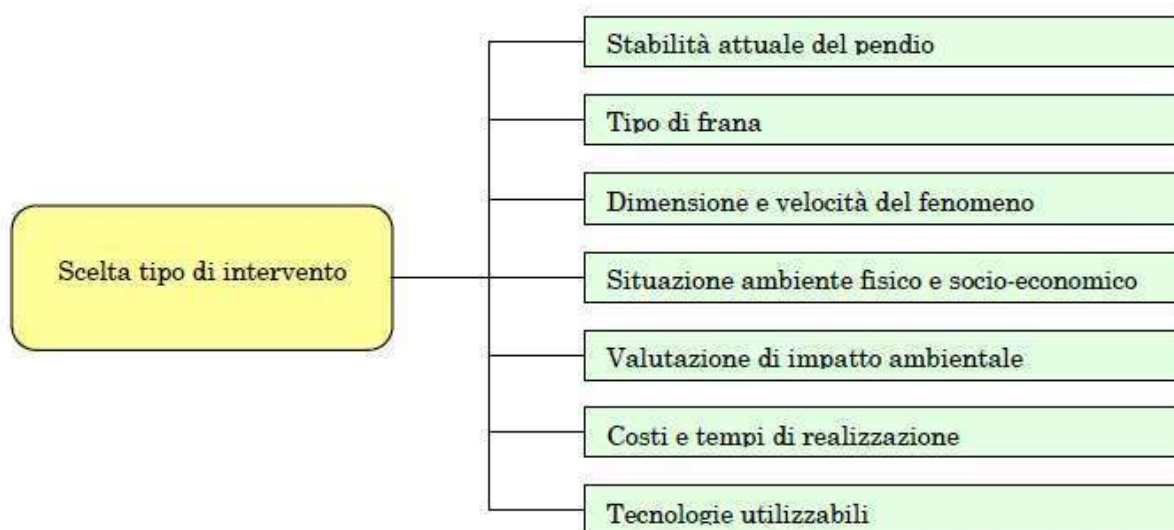 Stabilità attuale del pendio
Tipo di frana
Dimensione e velocità del fenomeno
Scelta tipo di intervento
Situazione ambiente fisico e socio-economico
Valutazione di impatto ambientale
Costi e tempi di realizzazione
Tecnologie utilizzabili